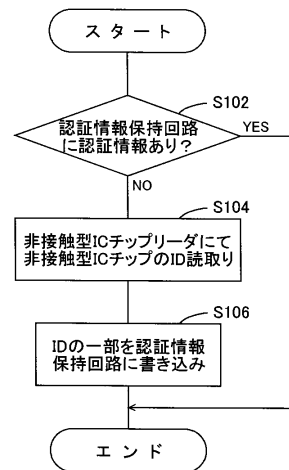 スタート
S102
認証情報保持回路
に認証情報あり？
YES
NO
S104
非接触型ICチップリーダにて
非接触型ICチップのID読取り
S106
IDの一部を認証情報
保持回路に書き込み
エンド